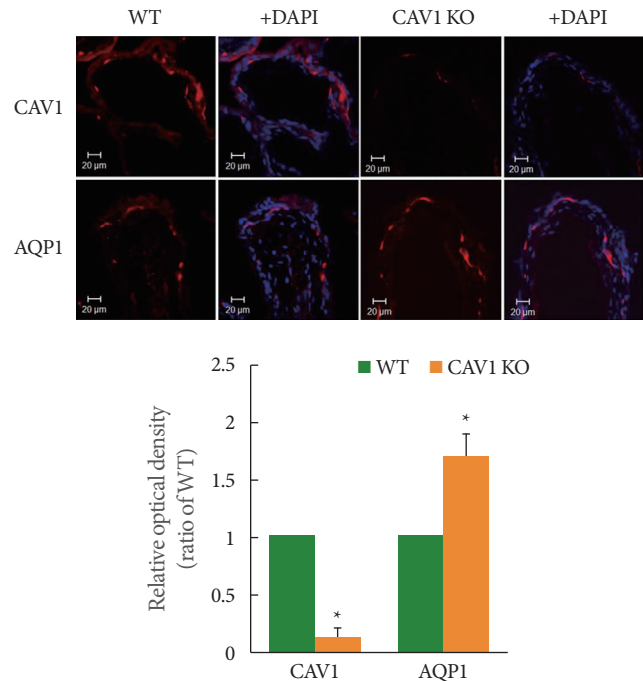 WT +DAPI CAV1 KO +DAPI
CAV1
20 µm 20 µm 20 µm 20 µm
AQP1
20 µm 20 µm 20 µm 20 µm
WT CAV1 KO
Relative optical density
(ratio of WT)
2.5
2
1.5
1
0.5
0
*
*
CAV1 AQP1